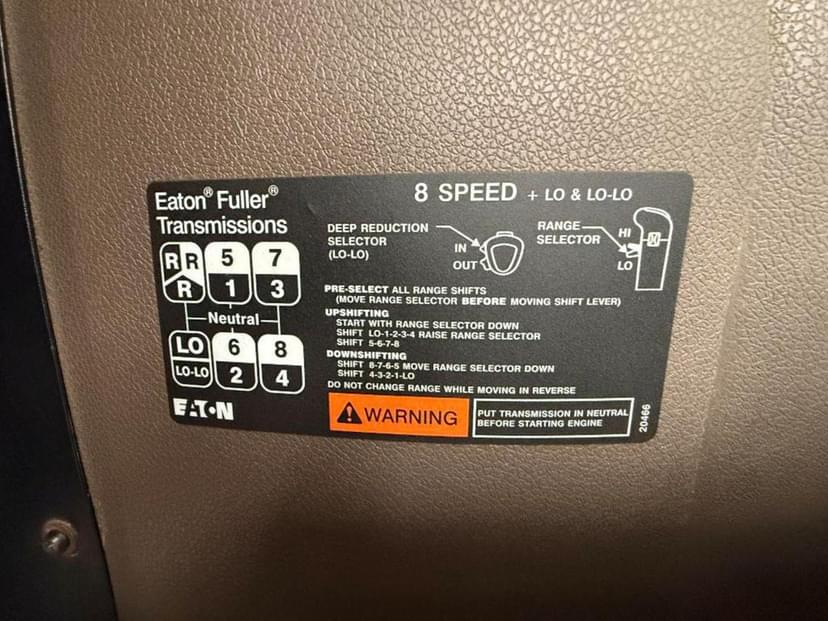 Eaton® Fuller®
Transmissions
R R 5 7
R 1 3
Neutral
LO 6 8
LO-LO 2 4
EATON
8 SPEED + LO & LO-LO
DEEP REDUCTION
SELECTOR
(LO-LO)
IN
OUT
RANGE
SELECTOR
HI
LO
PRE-SELECT ALL RANGE SHIFTS
(MOVE RANGE SELECTOR BEFORE MOVING SHIFT LEVER)
UPSHIFTING
START WITH RANGE SELECTOR DOWN
SHIFT LO-1-2-3-4 RAISE RANGE SELECTOR
SHIFT 5-6-7-8
DOWNSHIFTING
SHIFT 8-7-6-5 MOVE RANGE SELECTOR DOWN
SHIFT 4-3-2-1-LO
DO NOT CHANGE RANGE WHILE MOVING IN REVERSE
WARNING
PUT TRANSMISSION IN NEUTRAL
BEFORE STARTING ENGINE
20466